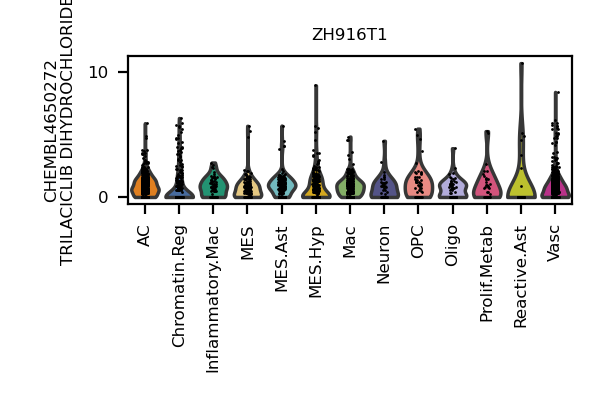 ZH916T1
CHEMBL4650272
TRILACICLIB DIHYDROCHLORIDE
10
0
AC
Chromatin.Reg
Inflammatory.Mac
MES
MES.Ast
MES.Hyp
Mac
Neuron
OPC
Oligo
Prolif.Metab
Reactive.Ast
Vasc